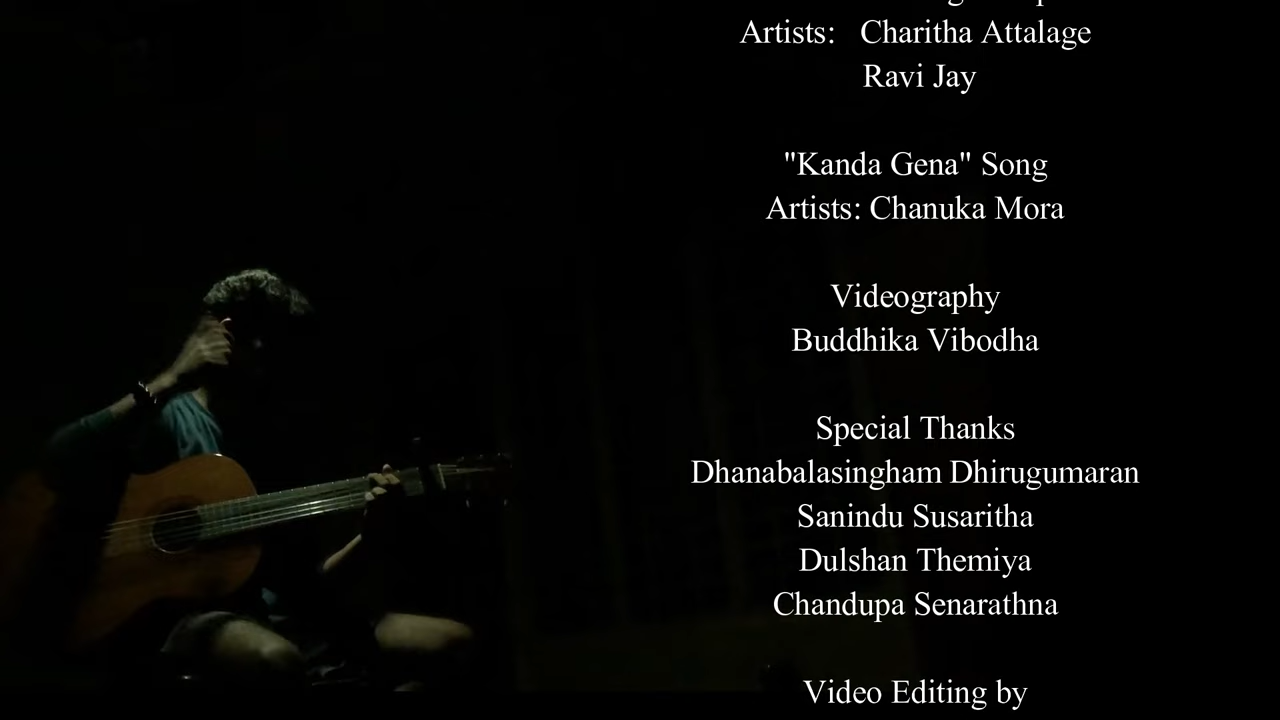 Artists: Charitha Attalage
Ravi Jay
"Kanda Gena" Song
Artists: Chanuka Mora
Videography
Buddhika Vibodha
Special Thanks
Dhanabalasingham Dhirugumaran
Sanindu Susaritha
Dulshan Themiya
Chandupa Senarathna
Video Editing by